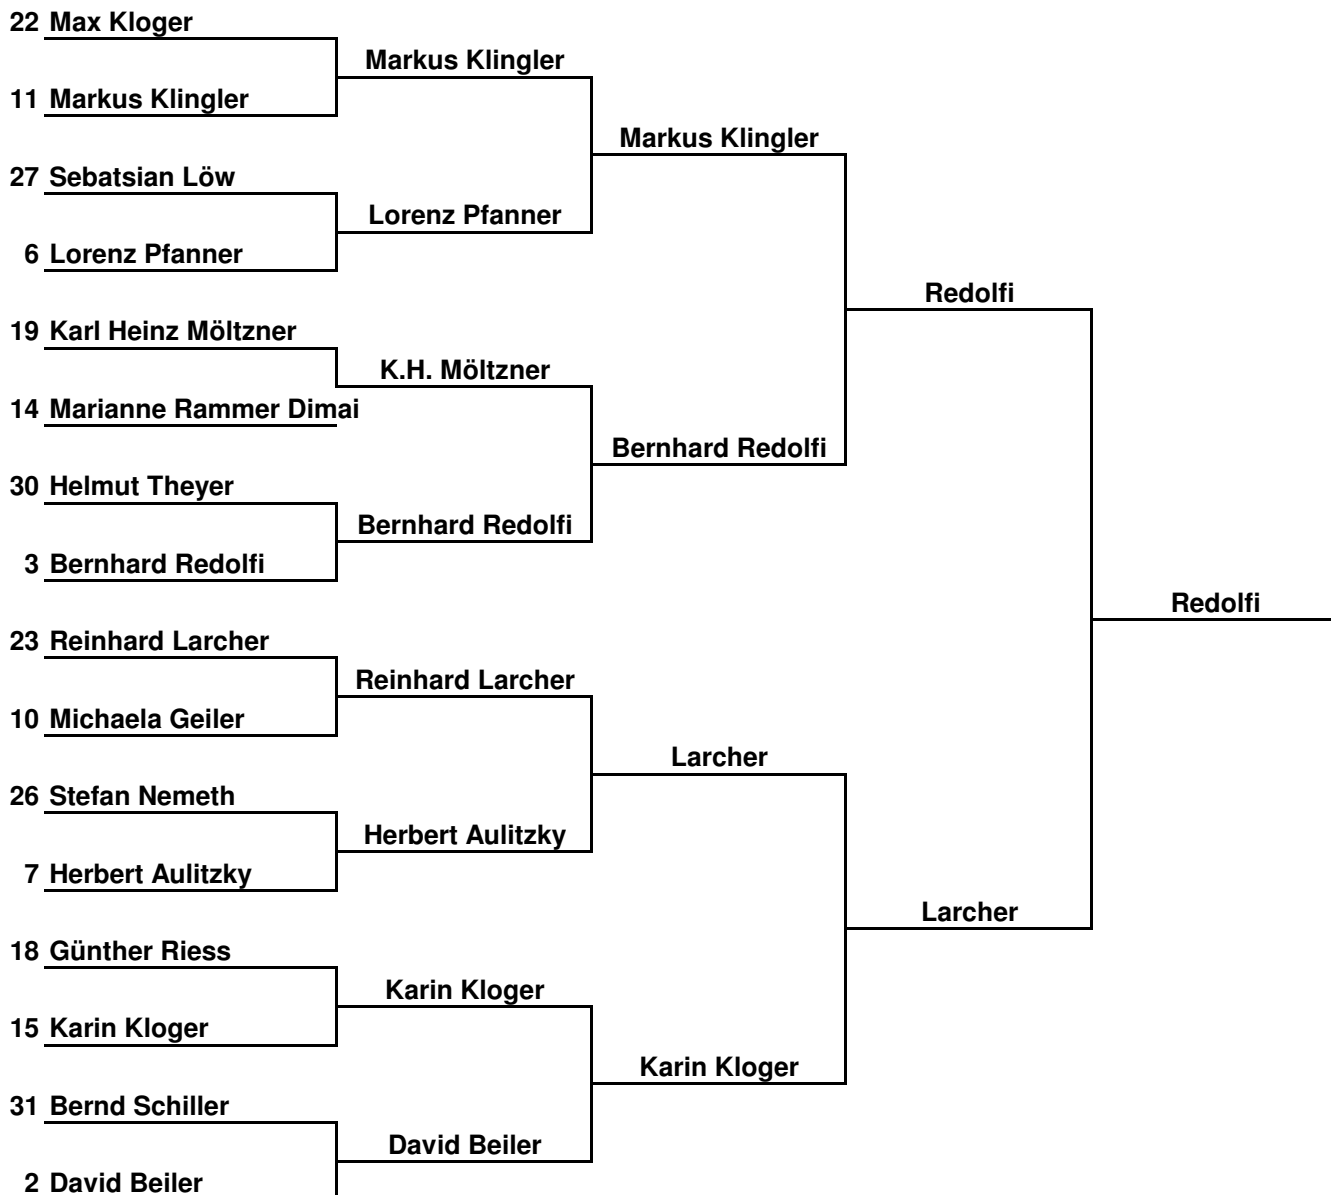 22 Max Kloger
Markus Klingler
11 Markus Klingler
Markus Klingler
27 Sebatsian Löw
Lorenz Pfanner
6 Lorenz Pfanner
Redolfi
19 Karl Heinz Möltzner
K.H. Möltzner
14 Marianne Rammer Dimai
Bernhard Redolfi
30 Helmut Theyer
Bernhard Redolfi
3 Bernhard Redolfi
Redolfi
23 Reinhard Larcher
Reinhard Larcher
10 Michaela Geiler
Larcher
26 Stefan Nemeth
Herbert Aulitzky
7 Herbert Aulitzky
Larcher
18 Günther Riess
Karin Kloger
15 Karin Kloger
Karin Kloger
31 Bernd Schiller
David Beiler
2 David Beiler